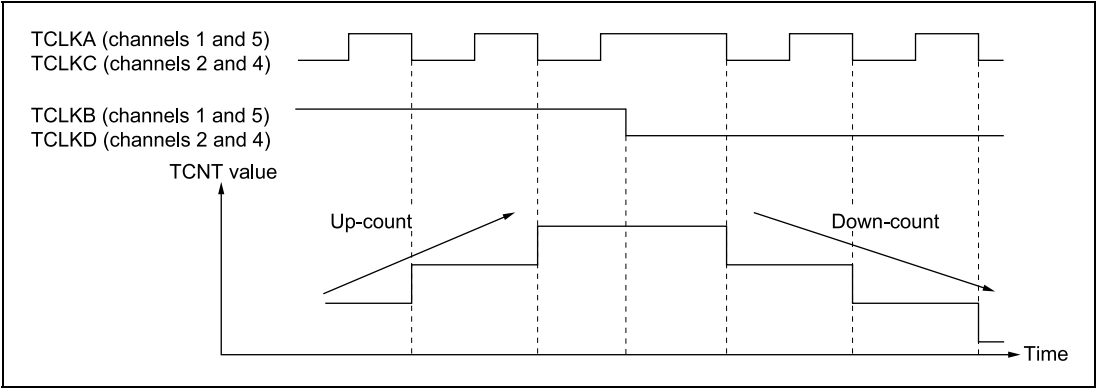 TCLKA (channels 1 and 5)
TCLKC (channels 2 and 4)
TCLKB (channels 1 and 5)
TCLKD (channels 2 and 4)
TCNT value
Up-count
Down-count
Time